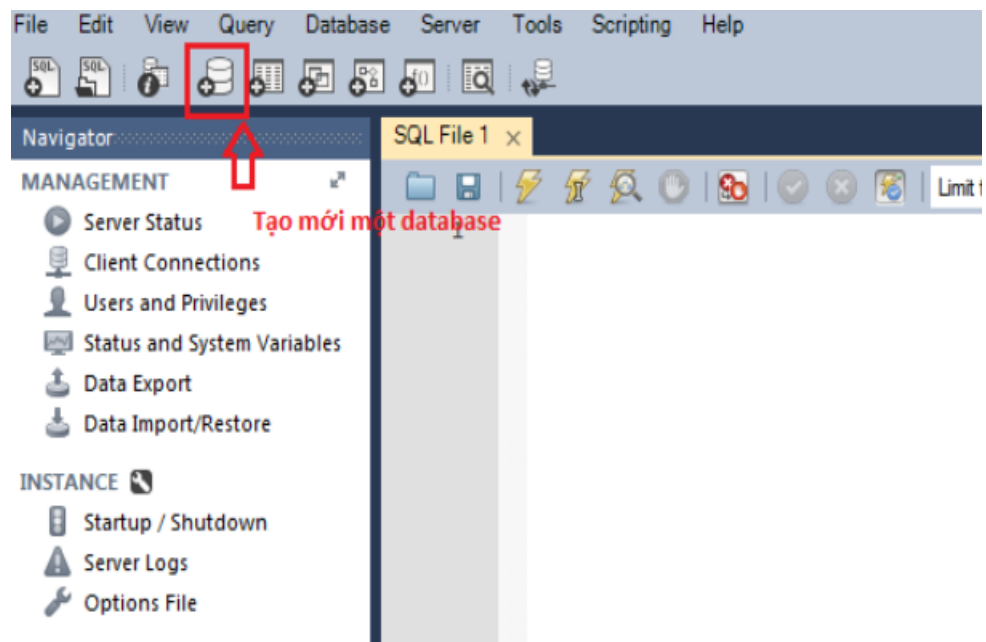 File Edit View Query Database Server Tools Scripting Help
SQL SQL f()
Navigator SQL File 1
MANAGEMENT
Limit t
Server Status
Tạo mới một database
Client Connections
Users and Privileges
Status and System Variables
Data Export
Data Import/Restore
INSTANCE
Startup / Shutdown
Server Logs
Options File